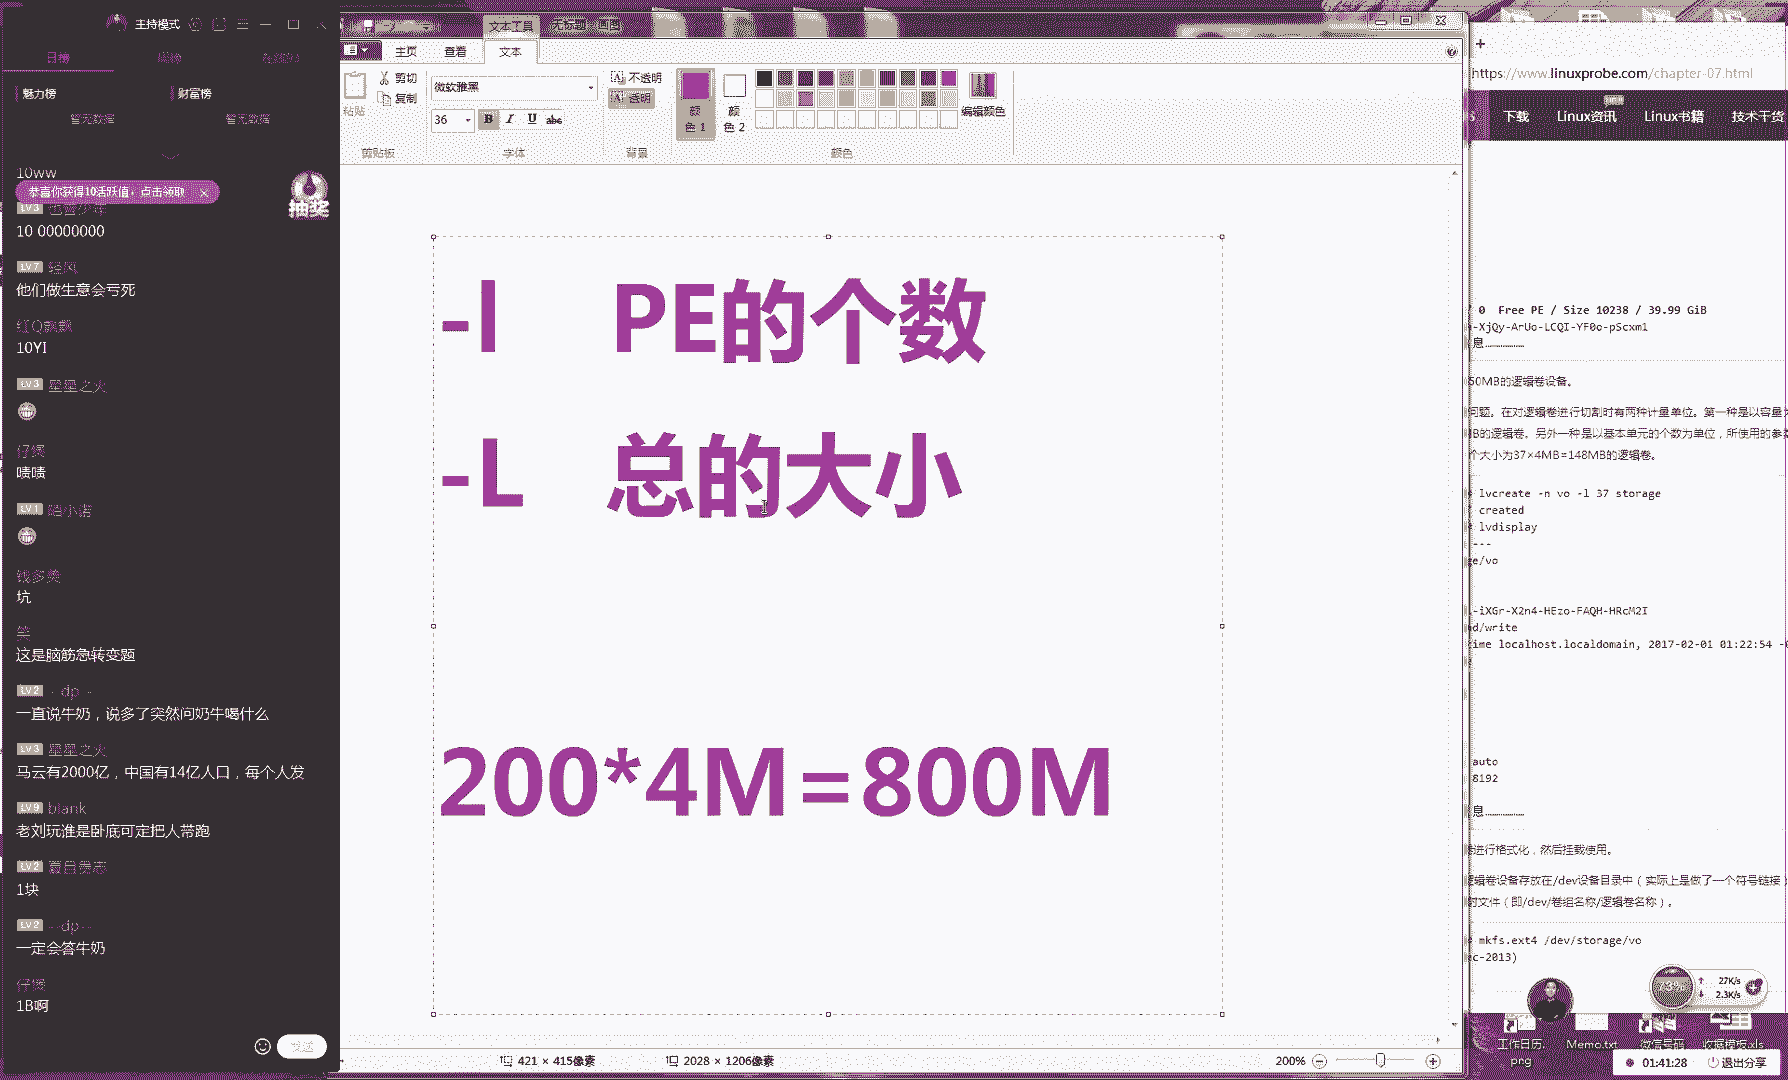 主持模式
日榜
魅力榜
财富榜
暂无数据
暂无数据
10ww
恭喜你获得10活跃值，点击领取
抽奖
LV3
10 00000000
LV7 轻风
他们做生意会亏死
红Q飘飘
10YI
LV3 星星之火
仔僾
啧啧
LV1 陌小诺
钱多类
坑
笑
这是脑筋急转变题
LV2 --dp--
一直说牛奶，说多了突然问奶牛喝什么
LV3 星星之火
马云有2000亿，中国有14亿人口，每个人发
LV9 blank
老刘玩谁是卧底可定把人带跑
LV2
1块
LV2 --dp--
一定会答牛奶
1B啊
发送
文本工具
无标题 - 画图
主页
查看
文本
粘贴
剪切
复制
剪贴板
微软雅黑
36
B I U abc
字体
不透明
透明
背景
颜色 1
颜色 2
编辑颜色
颜色
-l PE的个数
-L 总的大小
200*4M=800M
421 × 415像素
2028 × 1206像素
200%
https://www.linuxprobe.com/chapter-07.html
下载
Linux资讯
Linux书籍
技术干货
0 Free PE / Size 10238 / 39.99 GiB
-XjQy-ArUo-LCQI-YF0o-pScxm1
息………………
50MB的逻辑卷设备。
问题。在对逻辑卷进行切割时有两种计量单位。第一种是以容量为
B的逻辑卷。另外一种是以基本单元的个数为单位，所使用的参数
个大小为37×4MB=148MB的逻辑卷。
lvcreate -n vo -l 37 storage
created
lvdisplay
---
ge/vo
-iXGr-X2n4-HEzo-FAQH-HRcM2I
nd/write
time localhost.localdomain, 2017-02-01 01:22:54 -0
auto
8192
息………………
进行格式化，然后挂载使用。
逻辑卷设备存放在/dev设备目录中（实际上是做了一个符号链接）
时文件（即/dev/卷组名称/逻辑卷名称）。
mkfs.ext4 /dev/storage/vo
ec-2013)
73%
27K/s
2.3K/s
工作日历.png
Memo.txt
微信号码
收据模板.xls
01:41:28
退出分享